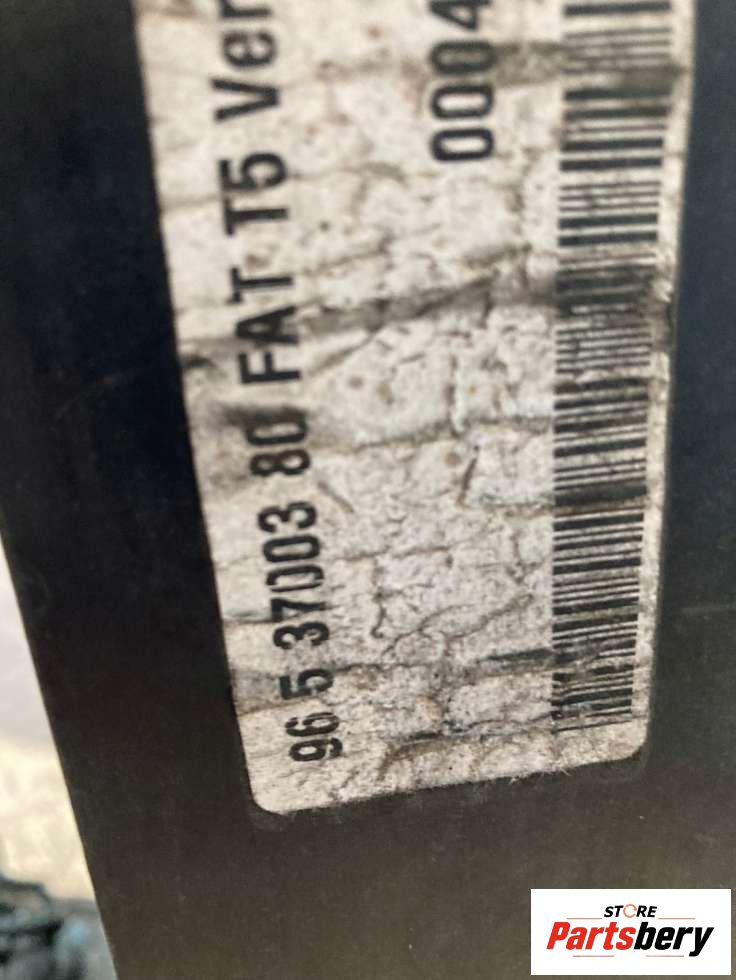 96 5 37003 80 FAT T5 Ver
0004
STORE
Partsbery